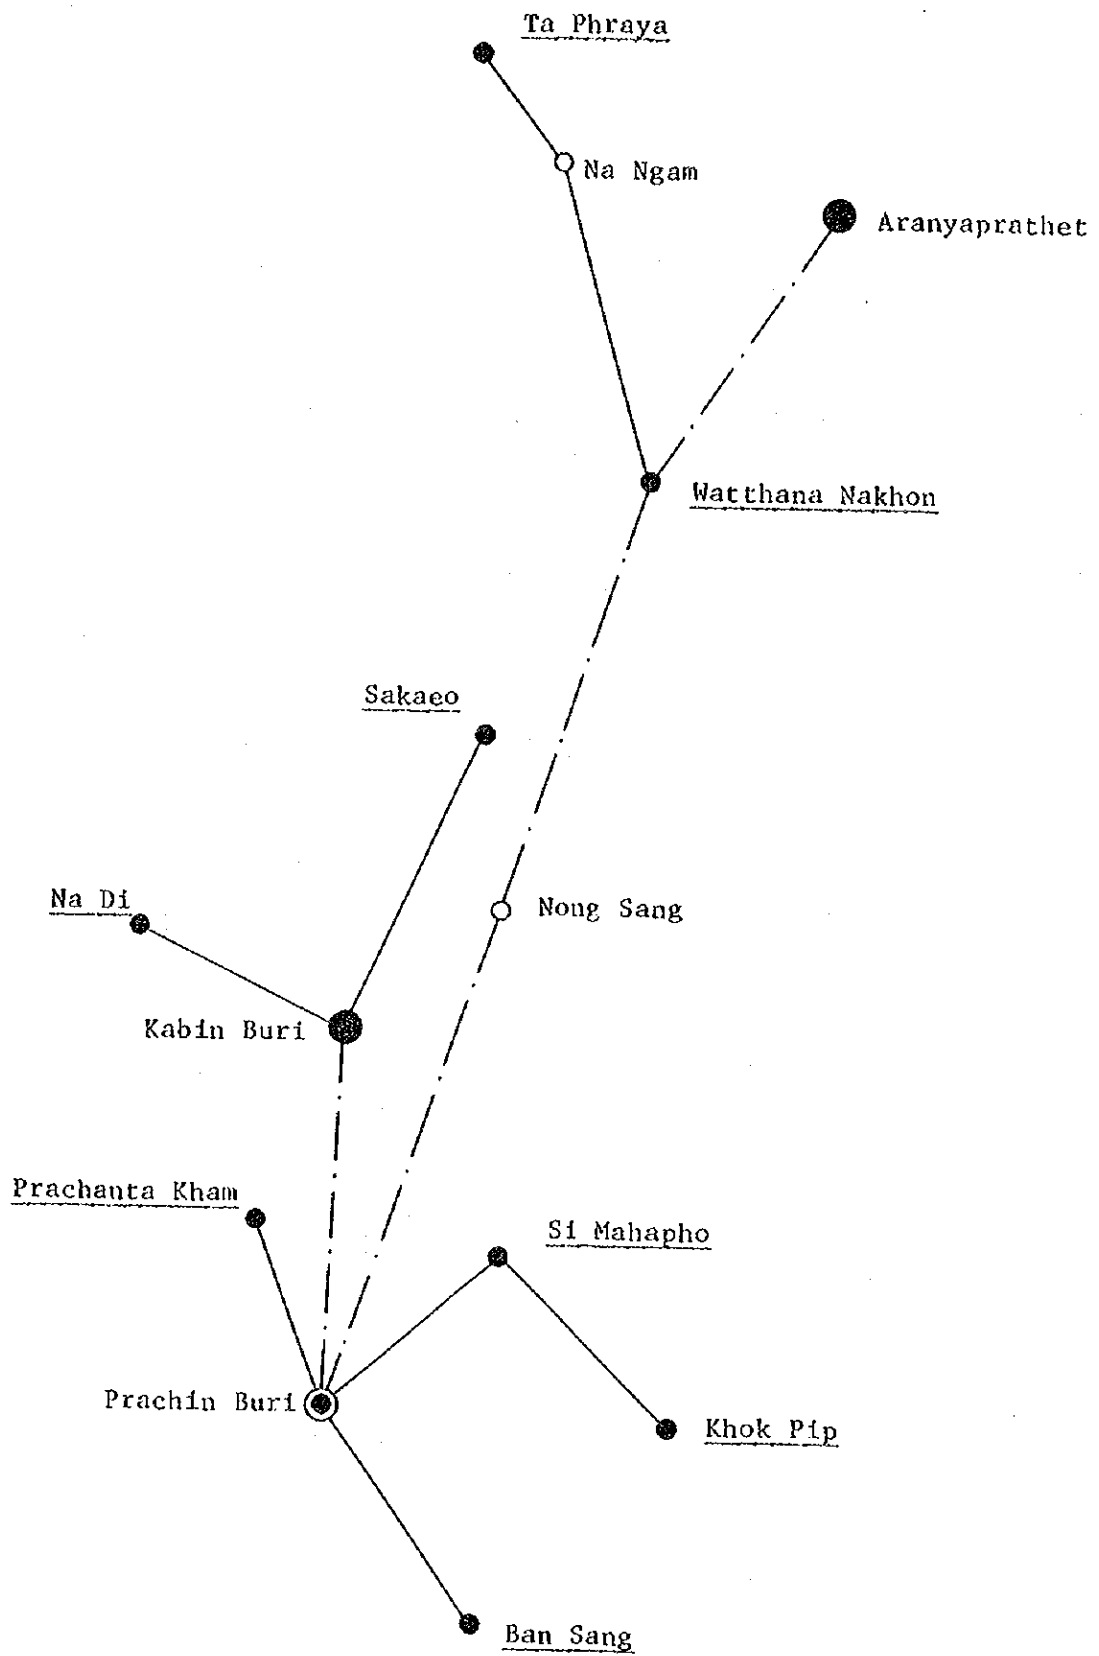 Ta Phraya
Na Ngam
Aranyaprathet
Watthana Nakhon
Sakaeo
Na Di
Nong Sang
Kabin Buri
Prachanta Kham
Si Mahapho
Prachin Buri
Khok Pip
Ban Sang